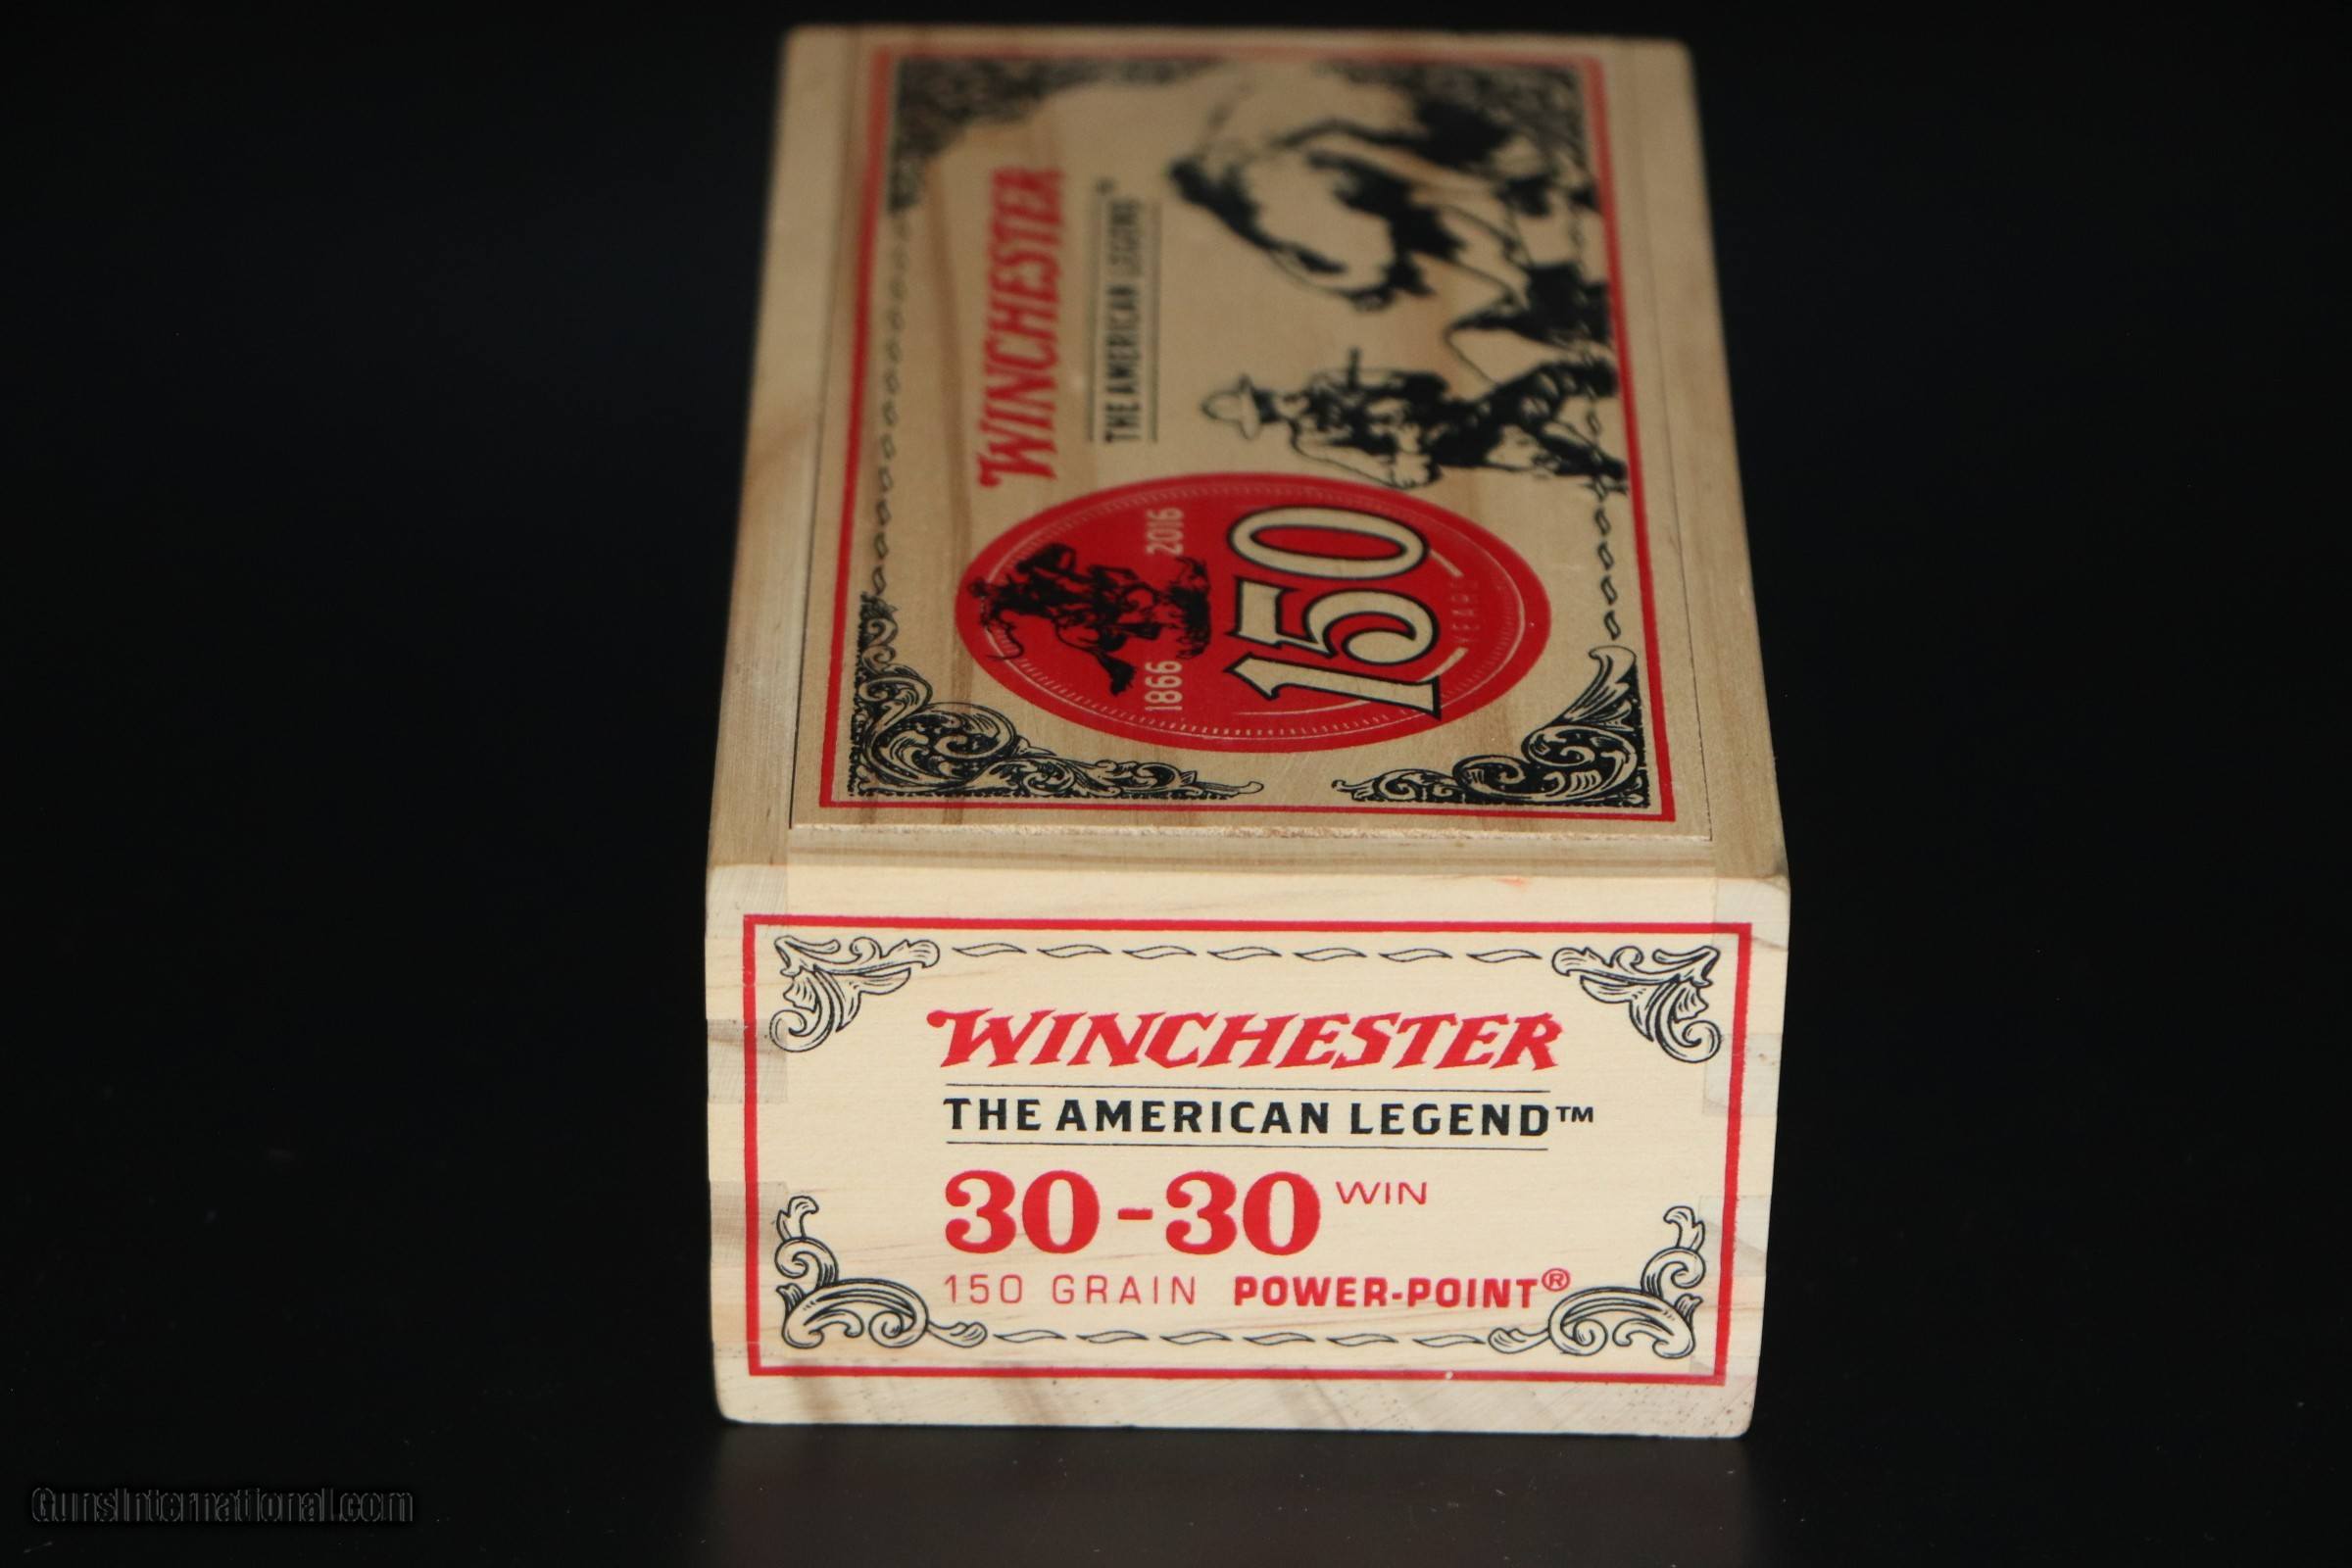 WINCHESTER
THE AMERICAN LEGEND™
1866 2016
150
YEARS
WINCHESTER
THE AMERICAN LEGEND™
30-30 WIN
150 GRAIN POWER-POINT®
GunsInternational.com